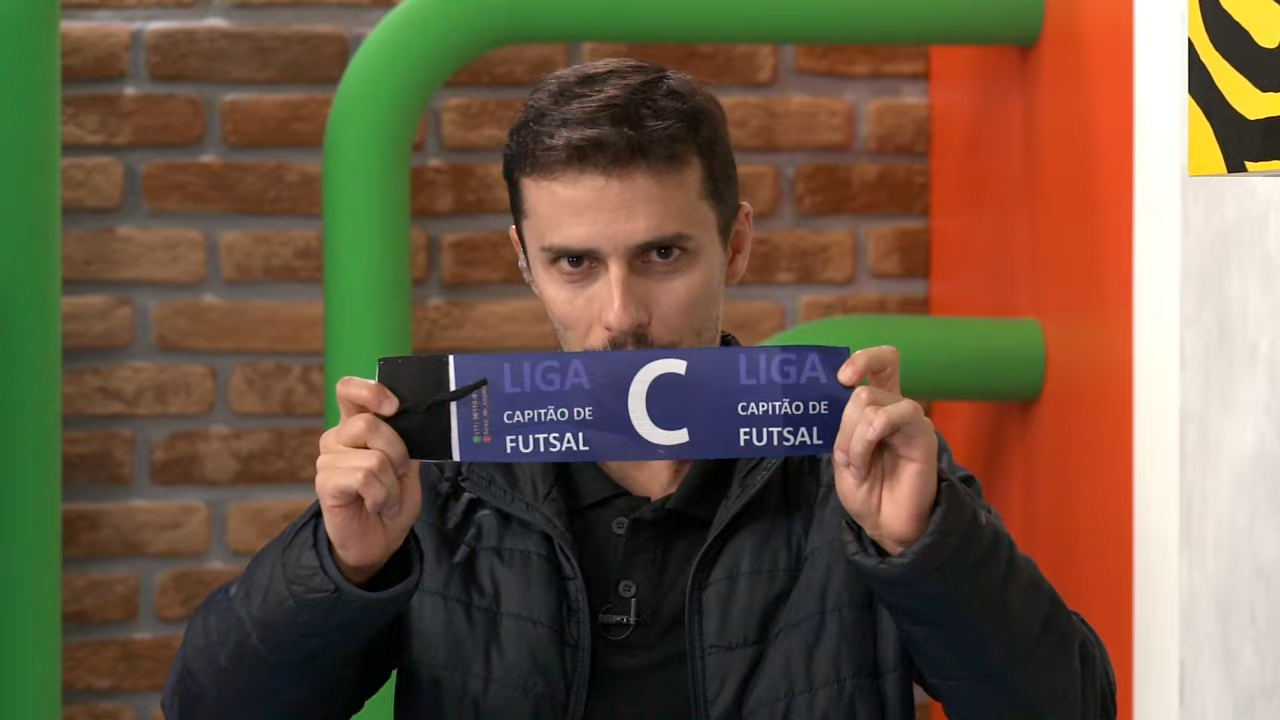 LIGA
CAPITÃO DE
FUTSAL
C
LIGA
CAPITÃO DE
FUTSAL